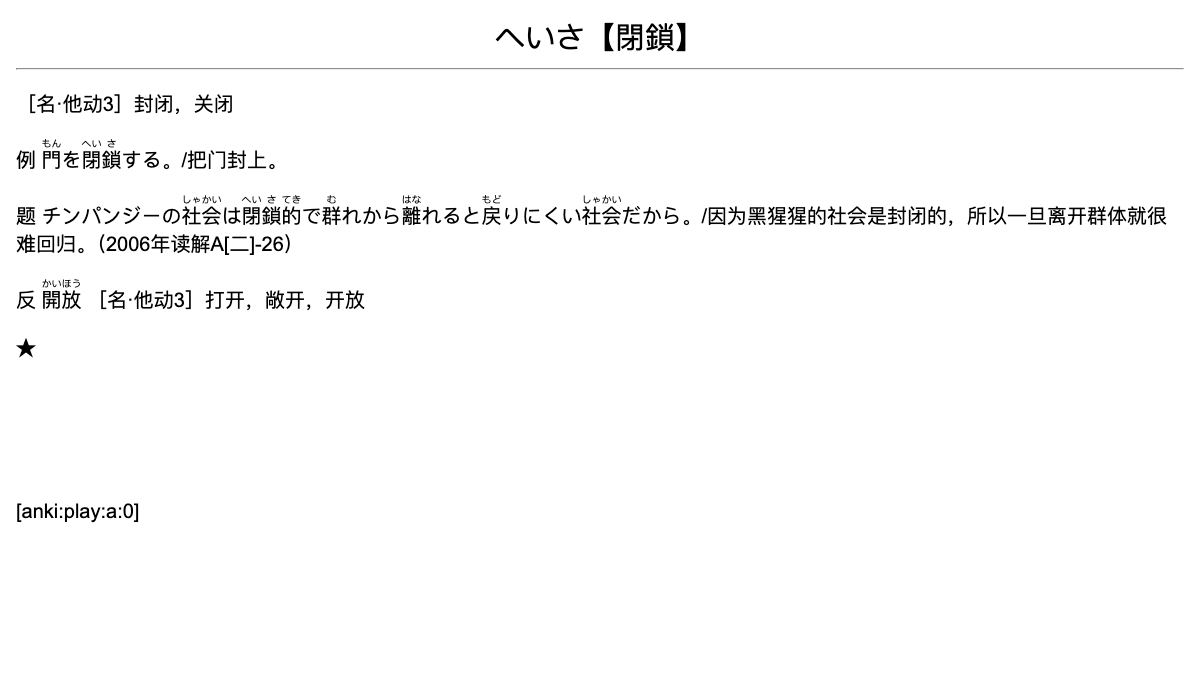 へいさ【閉鎖】
［名·他动3］封闭，关闭
もん へい さ
例 門を閉鎖する。/把门封上。
しゃかい へい さ てき む はな もど しゃかい
题 チンパンジーの社会は閉鎖的で群れから離れると戻りにくい社会だから。/因为黑猩猩的社会是封闭的，所以一旦离开群体就很
难回归。（2006年读解A[二]-26）
かいほう
反 開放 ［名·他动3］打开，敞开，开放
★
[anki:play:a:0]